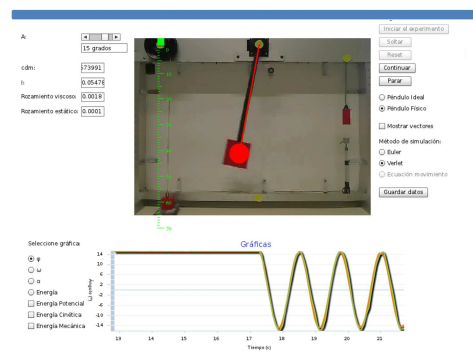 Iniciar el experimento
Soltar
Reset
Continuar
Parar
Péndulo Ideal
Péndulo Físico
Mostrar vectores
Método de simulación:
Euler
Verlet
Ecuación movimiento
Guardar datos
A:
15 grados
cdm:
73991
I:
0.05478
Rozamiento viscoso:
0.0018
Rozamiento estático:
0.0001
Seleccione gráfica:
φ
ω
α
Energía
Energía Potencial
Energía Cinética
Energía Mecánica
Gráficas
14
10
6
2
-2
-6
-10
-14
13
14
15
16
17
18
19
20
21
Tiempo (s)